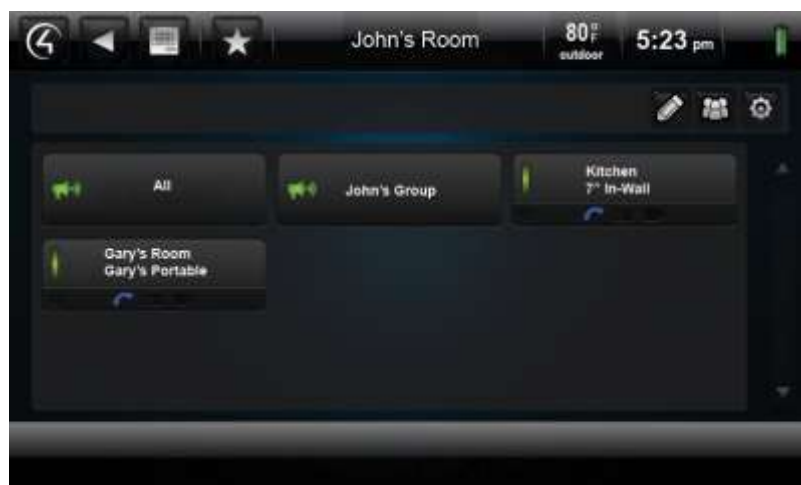 John's Room
80°F
outdoor
5:23 pm
All
John's Group
Kitchen
7" In-Wall
Gary's Room
Gary's Portable